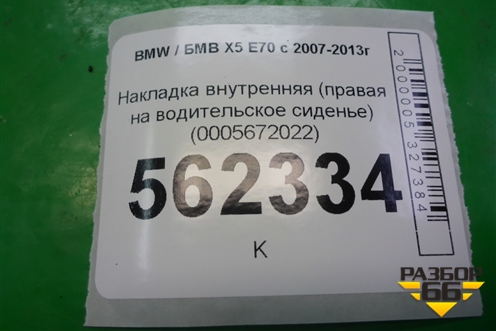 BMW / БМВ X5 E70 с 2007-2013г
Накладка внутренняя (правая
на водительское сиденье)
(0005672022)
562334
K
2000005327384
РАЗБОР
66